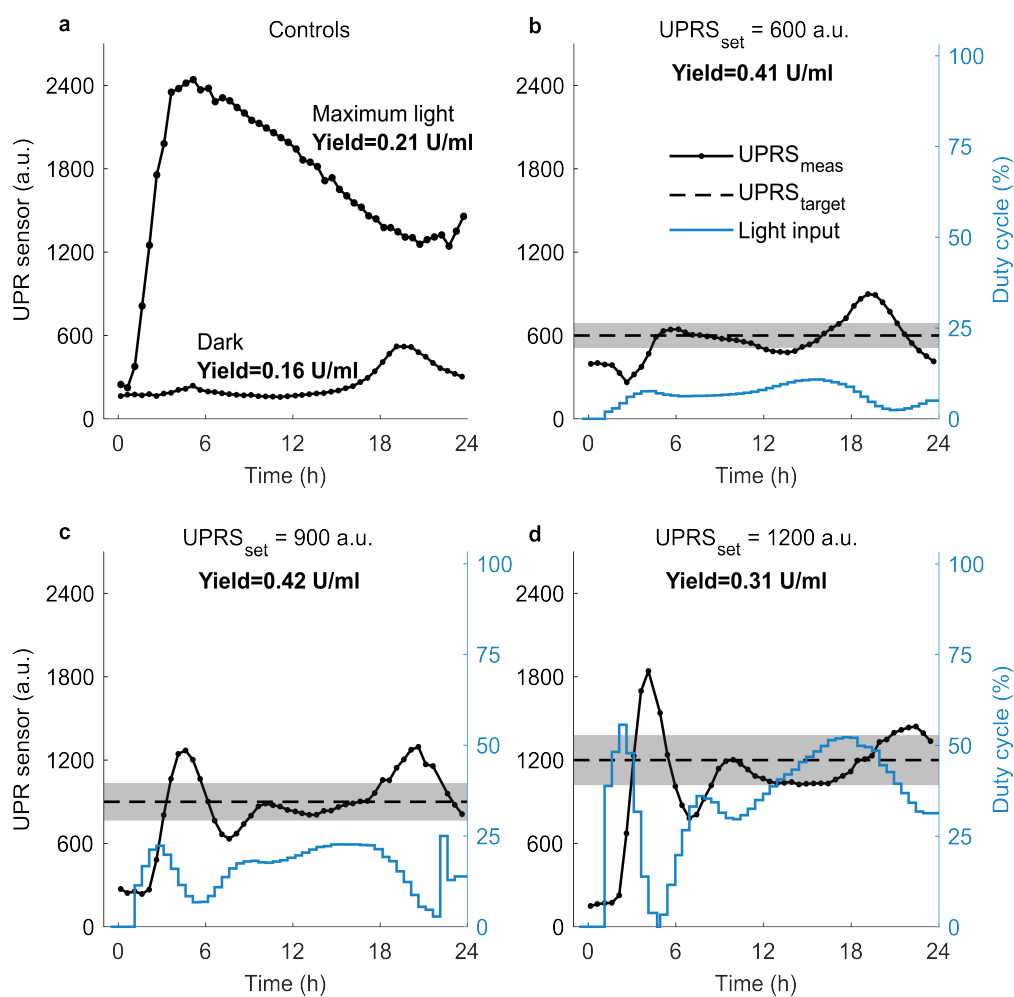 a
Controls
2400
1800
1200
600
0
UPR sensor (a.u.)
Maximum light
Yield=0.21 U/ml
Dark
Yield=0.16 U/ml
0 6 12 18 24
Time (h)
b
UPRS_set = 600 a.u.
Yield=0.41 U/ml
UPRS_meas
UPRS_target
Light input
2400
1800
1200
600
0
100
75
50
25
0
Duty cycle (%)
0 6 12 18 24
Time (h)
c
UPRS_set = 900 a.u.
Yield=0.42 U/ml
2400
1800
1200
600
0
UPR sensor (a.u.)
100
75
50
25
0
0 6 12 18 24
Time (h)
d
UPRS_set = 1200 a.u.
Yield=0.31 U/ml
2400
1800
1200
600
0
100
75
50
25
0
Duty cycle (%)
0 6 12 18 24
Time (h)